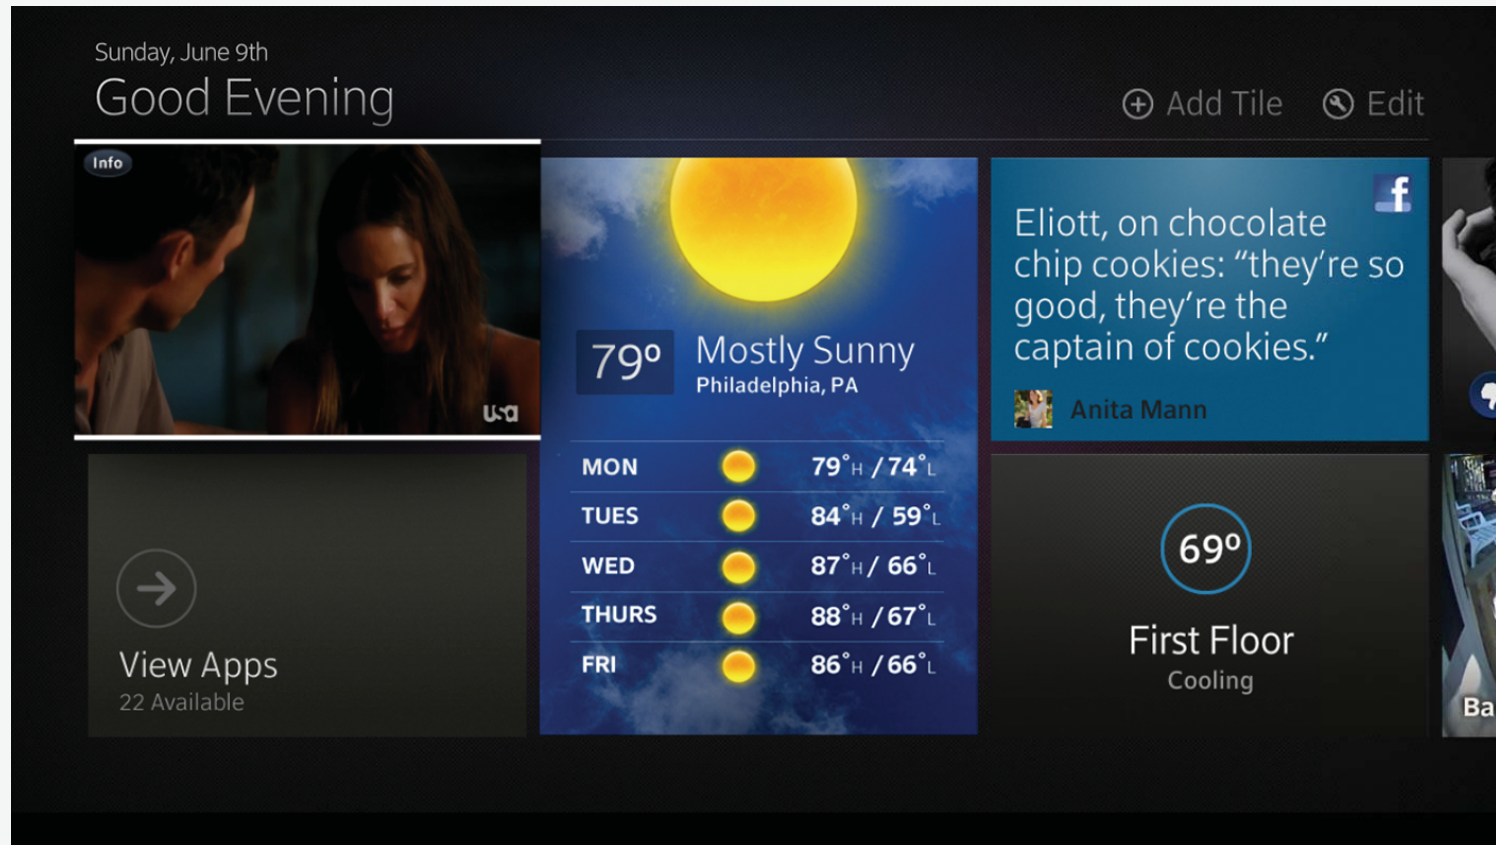 Sunday, June 9th
Good Evening
Add Tile
Edit
Info
usa
View Apps
22 Available
79º
Mostly Sunny
Philadelphia, PA
MON 79°H / 74°L
TUES 84°H / 59°L
WED 87°H / 66°L
THURS 88°H / 67°L
FRI 86°H / 66°L
f
Eliott, on chocolate
chip cookies: “they’re so
good, they’re the
captain of cookies.”
Anita Mann
69º
First Floor
Cooling
Ba